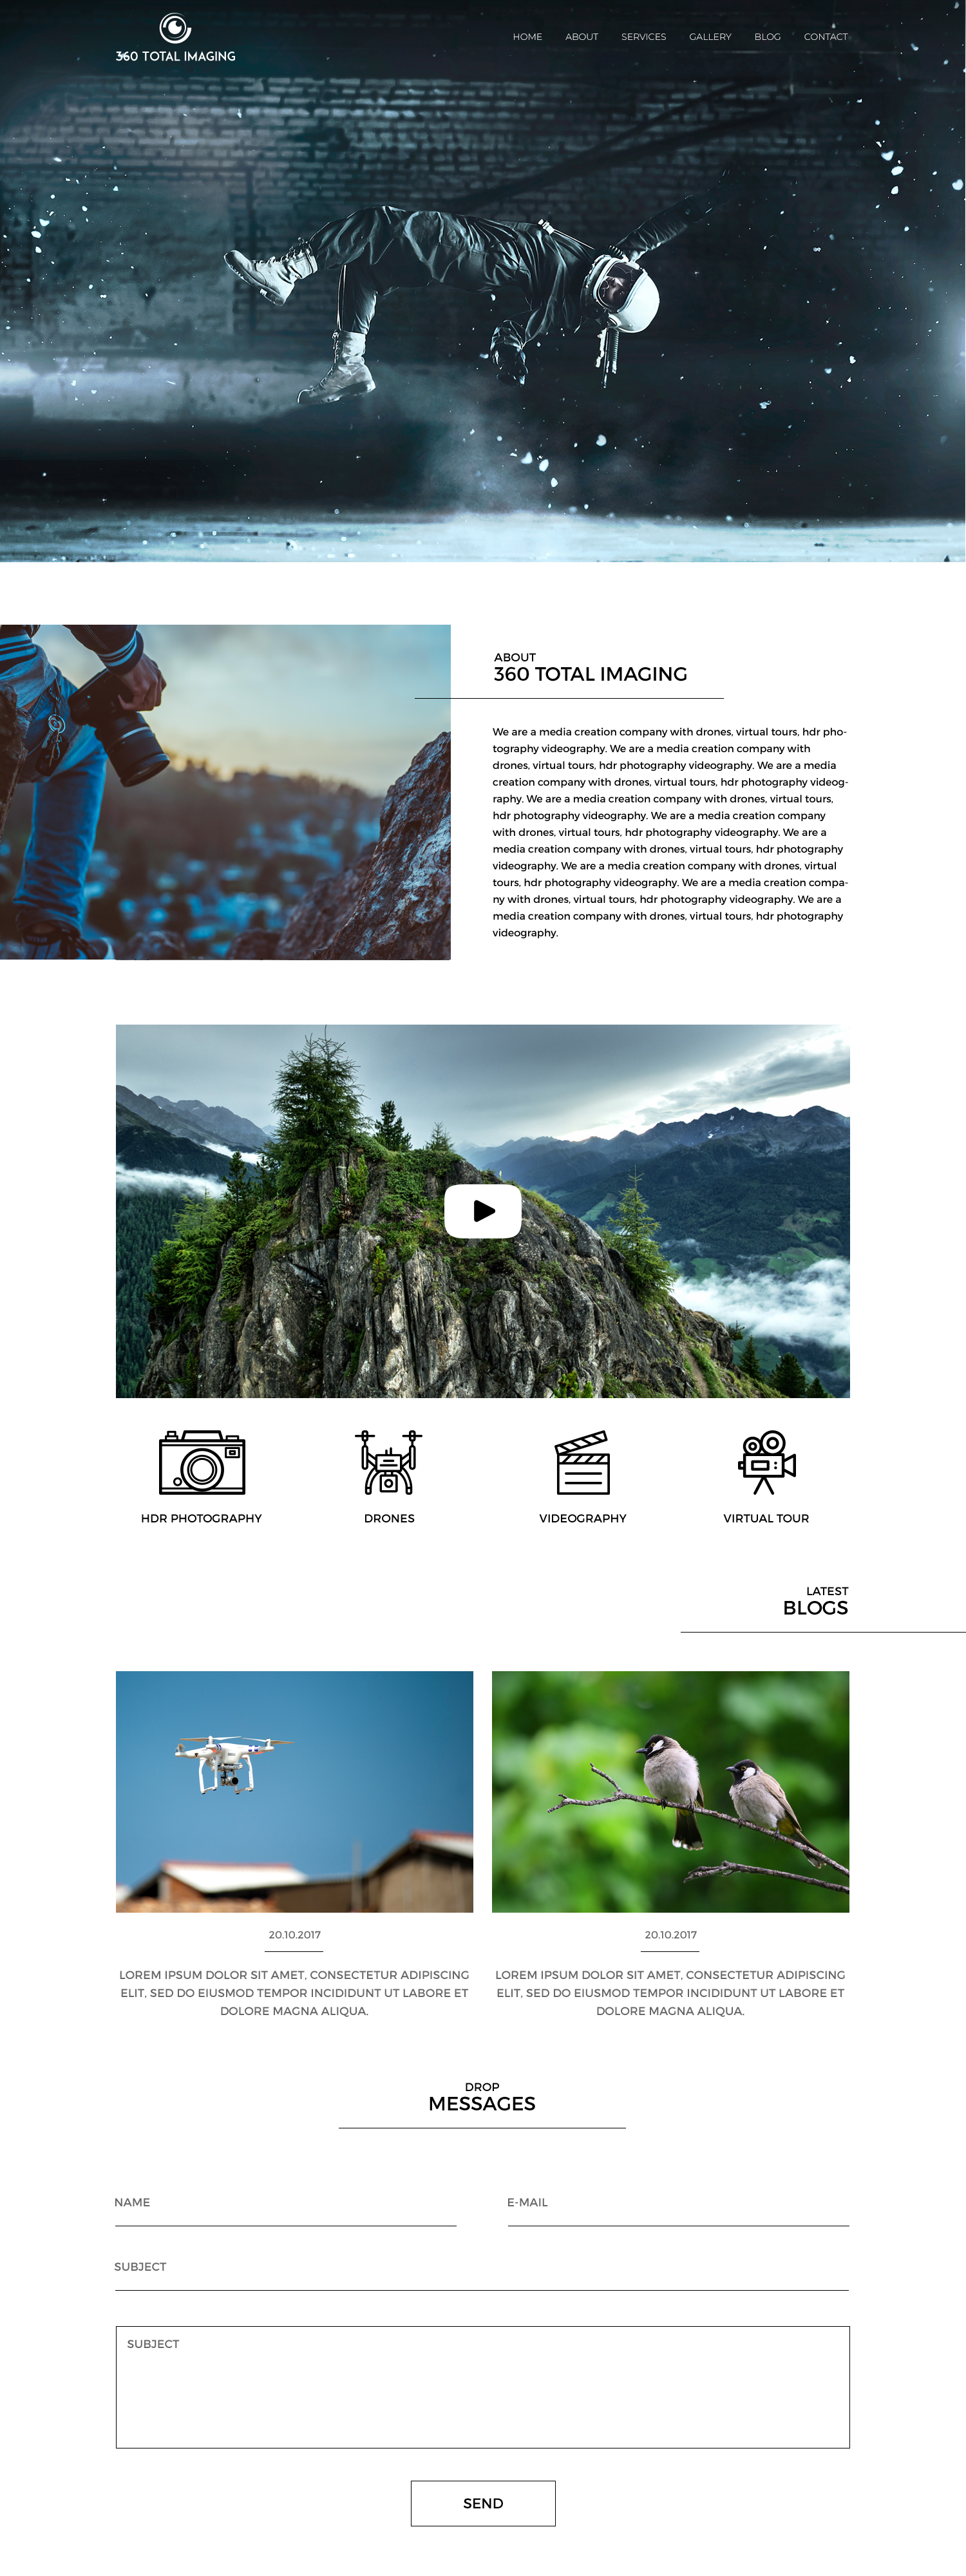 360 TOTAL IMAGING
HOME ABOUT SERVICES GALLERY BLOG CONTACT
ABOUT
360 TOTAL IMAGING
We are a media creation company with drones, virtual tours, hdr pho-
tography videography. We are a media creation company with
drones, virtual tours, hdr photography videography. We are a media
creation company with drones, virtual tours, hdr photography videog-
raphy. We are a media creation company with drones, virtual tours,
hdr photography videography. We are a media creation company
with drones, virtual tours, hdr photography videography. We are a
media creation company with drones, virtual tours, hdr photography
videography. We are a media creation company with drones, virtual
tours, hdr photography videography. We are a media creation compa-
ny with drones, virtual tours, hdr photography videography. We are a
media creation company with drones, virtual tours, hdr photography
videography.
HDR PHOTOGRAPHY
DRONES
VIDEOGRAPHY
VIRTUAL TOUR
LATEST
BLOGS
20.10.2017
LOREM IPSUM DOLOR SIT AMET, CONSECTETUR ADIPISCING
ELIT, SED DO EIUSMOD TEMPOR INCIDIDUNT UT LABORE ET
DOLORE MAGNA ALIQUA.
20.10.2017
LOREM IPSUM DOLOR SIT AMET, CONSECTETUR ADIPISCING
ELIT, SED DO EIUSMOD TEMPOR INCIDIDUNT UT LABORE ET
DOLORE MAGNA ALIQUA.
DROP
MESSAGES
NAME
E-MAIL
SUBJECT
SUBJECT
SEND